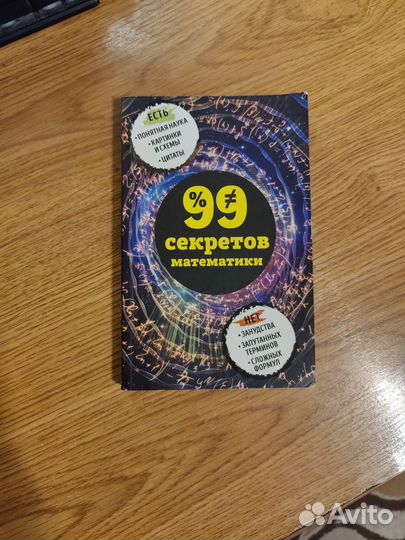 ЕСТЬ
• ПОНЯТНАЯ НАУКА
• КАРТИНКИ
И СХЕМЫ
• ЦИТАТЫ
% ≠
99
секретов
математики
НЕТ
• ЗАНУДСТВА
• ЗАПУТАННЫХ
ТЕРМИНОВ
• СЛОЖНЫХ
ФОРМУЛ
Avito